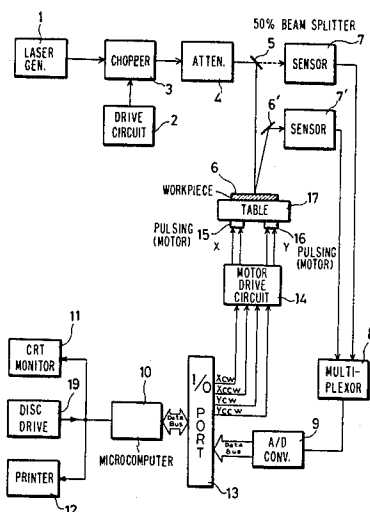 1
LASER
GEN.
CHOPPER
3
ATTEN.
4
50% BEAM SPLITTER
5
SENSOR
7
DRIVE
CIRCUIT
2
6'
SENSOR
7'
6
WORKPIECE
TABLE
17
PULSING
(MOTOR)
15
16
X
Y
PULSING
(MOTOR)
MOTOR
DRIVE
CIRCUIT
14
11
CRT
MONITOR
DISC
DRIVE
19
PRINTER
12
10
MICROCOMPUTER
Data
Bus
I/O
PORT
13
XCW
XCCW
YCW
YCCW
Data
Bus
A/D
CONV.
9
MULTI-
PLEXOR
8